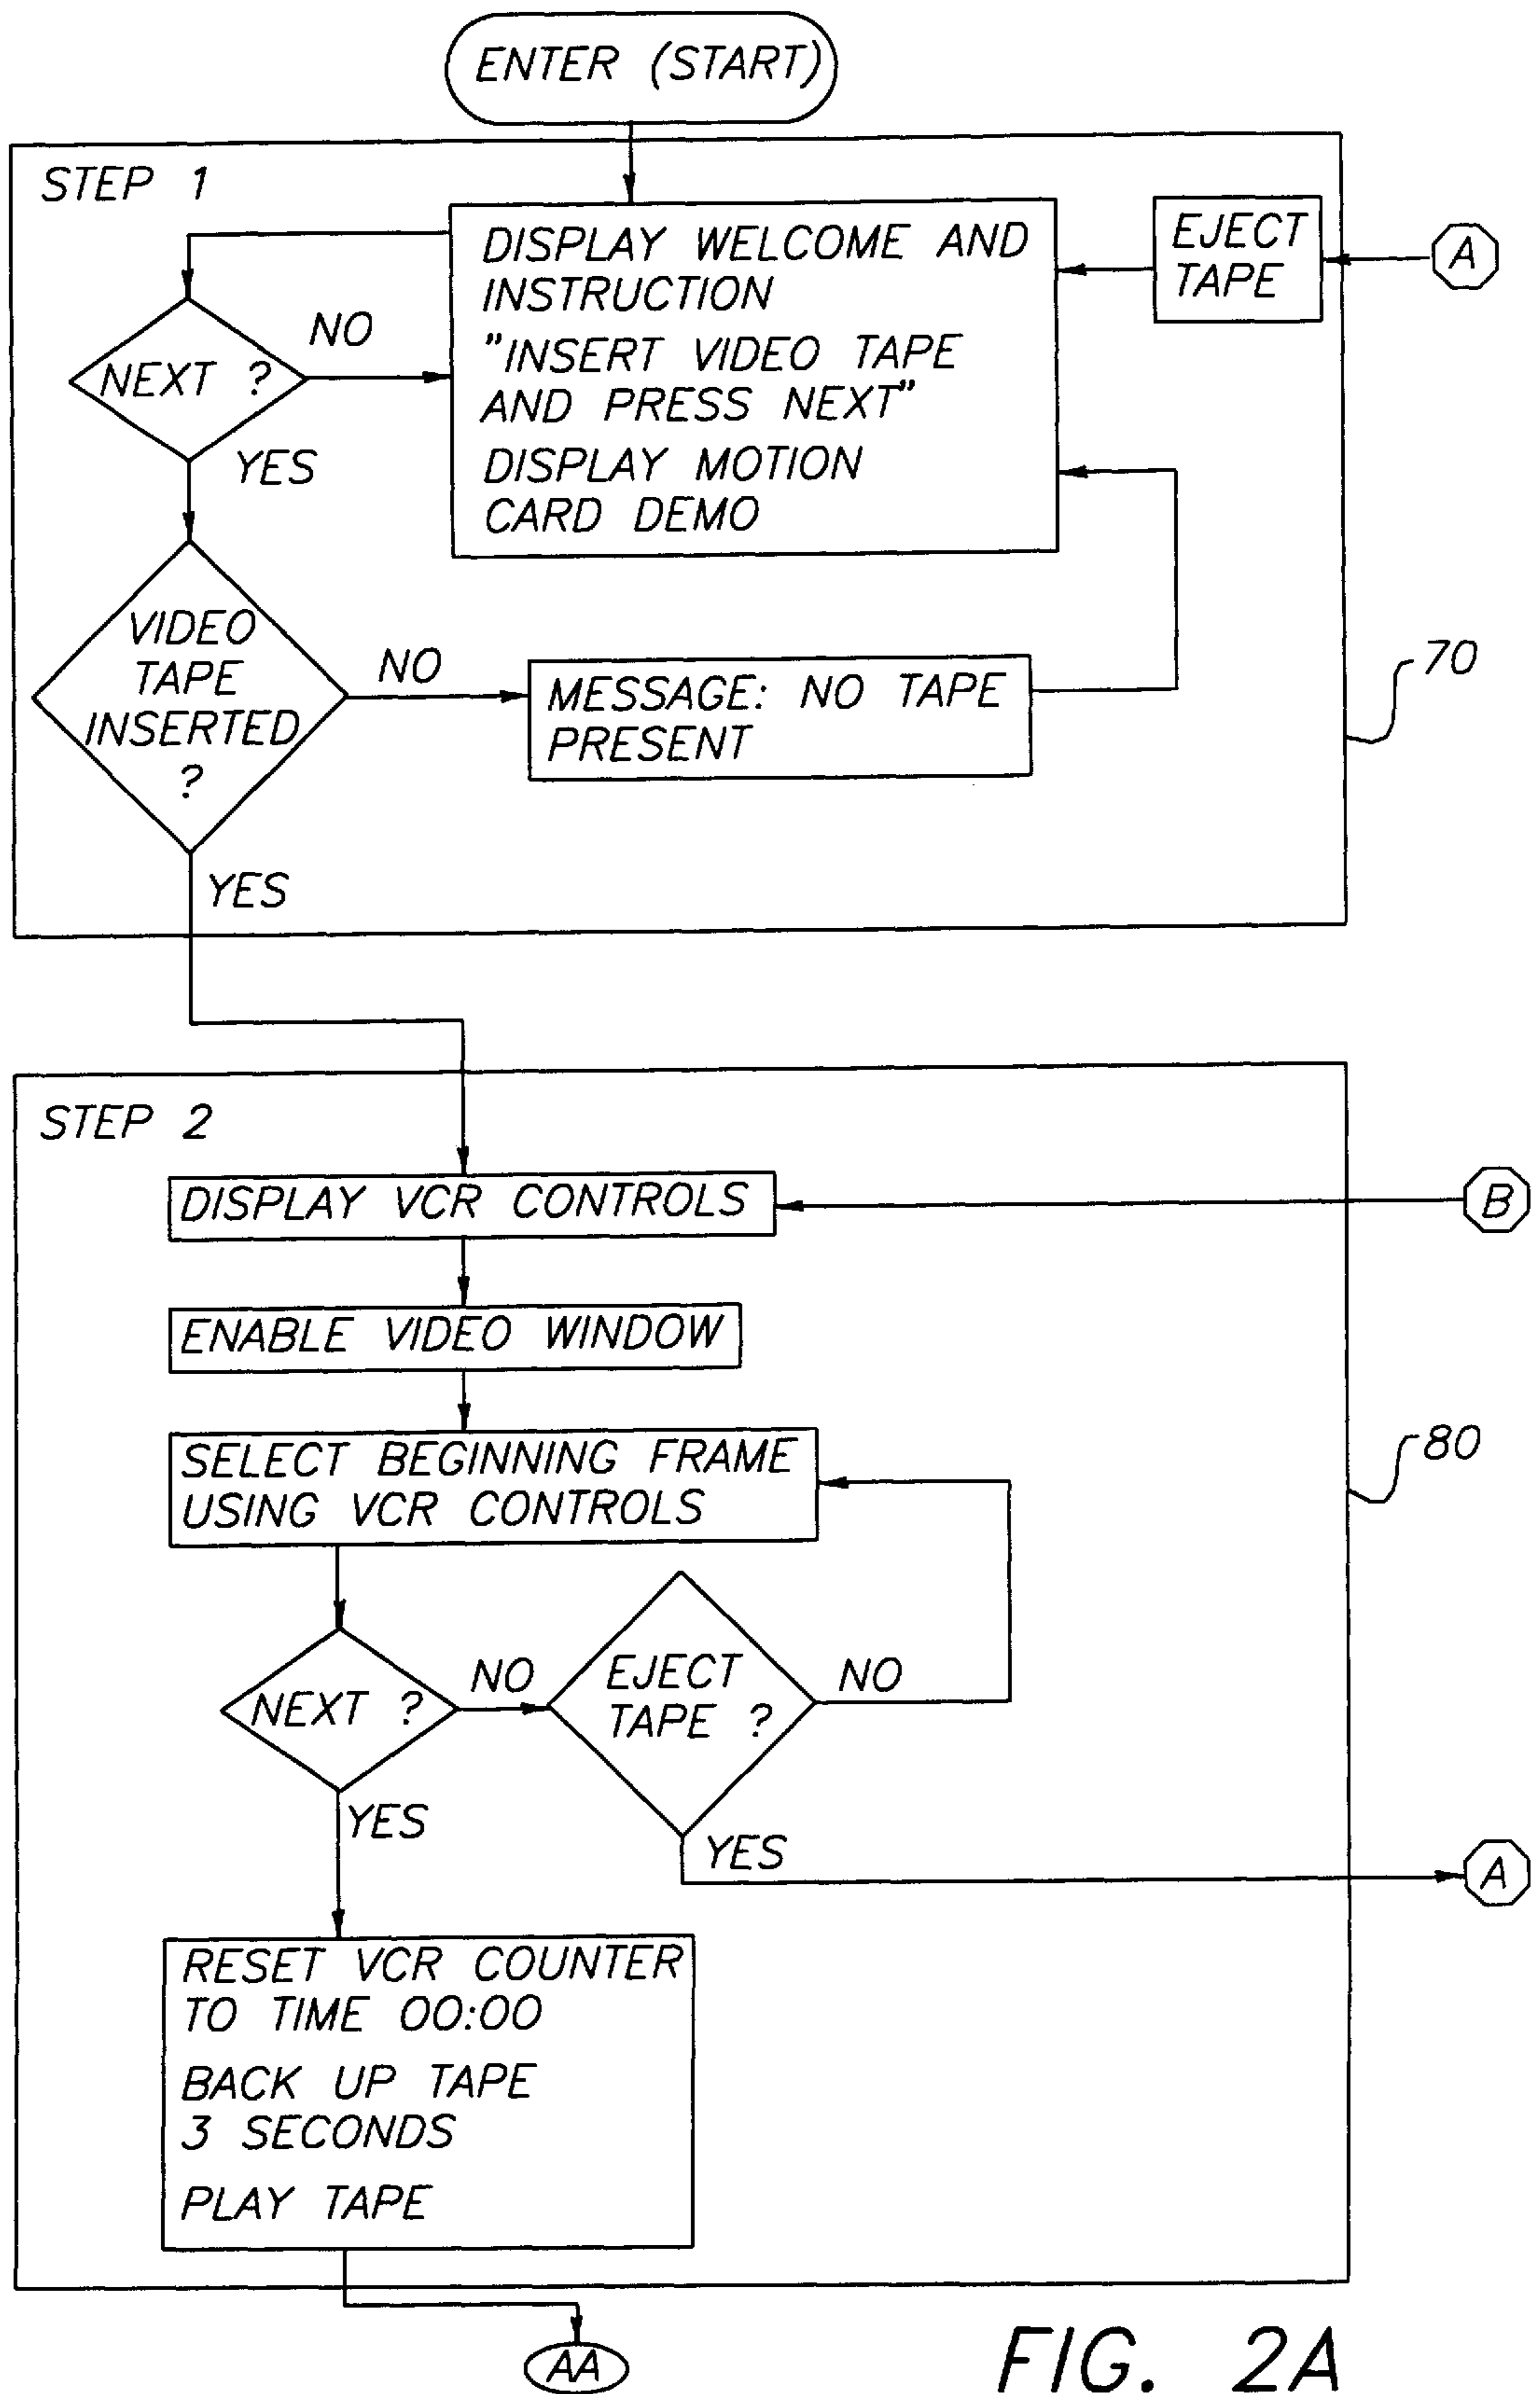 ENTER (START)
STEP 1
DISPLAY WELCOME AND
INSTRUCTION
"INSERT VIDEO TAPE
AND PRESS NEXT"
DISPLAY MOTION
CARD DEMO
EJECT
TAPE
A
NEXT ?
NO
YES
VIDEO
TAPE
INSERTED
?
NO
MESSAGE: NO TAPE
PRESENT
70
YES
STEP 2
DISPLAY VCR CONTROLS
B
ENABLE VIDEO WINDOW
SELECT BEGINNING FRAME
USING VCR CONTROLS
80
NEXT ?
NO
EJECT
TAPE ?
NO
YES
YES
A
RESET VCR COUNTER
TO TIME 00:00
BACK UP TAPE
3 SECONDS
PLAY TAPE
AA
FIG. 2A